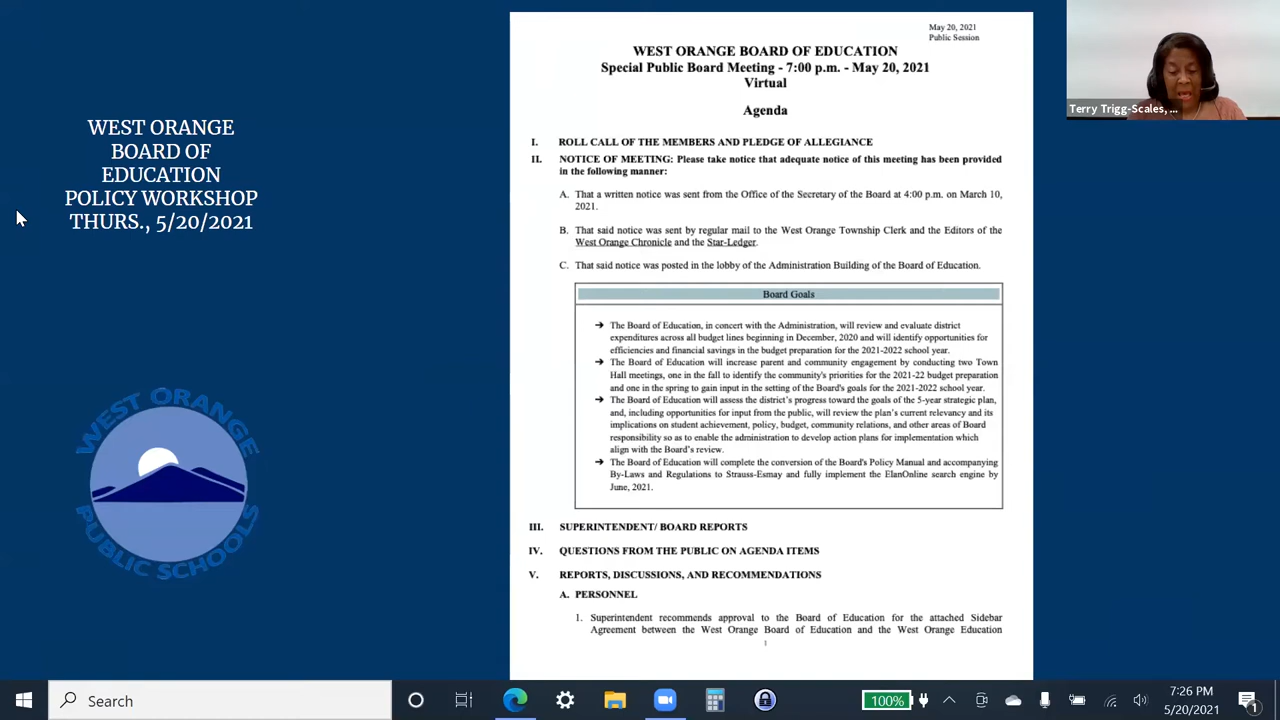 WEST ORANGE
BOARD OF
EDUCATION
POLICY WORKSHOP
THURS., 5/20/2021
WEST ORANGE
PUBLIC SCHOOLS
May 20, 2021
Public Session
WEST ORANGE BOARD OF EDUCATION
Special Public Board Meeting - 7:00 p.m. - May 20, 2021
Virtual
Agenda
I. ROLL CALL OF THE MEMBERS AND PLEDGE OF ALLEGIANCE
II. NOTICE OF MEETING: Please take notice that adequate notice of this meeting has been provided
in the following manner:
A. That a written notice was sent from the Office of the Secretary of the Board at 4:00 p.m. on March 10,
2021.
B. That said notice was sent by regular mail to the West Orange Township Clerk and the Editors of the
West Orange Chronicle and the Star-Ledger.
C. That said notice was posted in the lobby of the Administration Building of the Board of Education.
Board Goals
➔ The Board of Education, in concert with the Administration, will review and evaluate district
expenditures across all budget lines beginning in December, 2020 and will identify opportunities for
efficiencies and financial savings in the budget preparation for the 2021-2022 school year.
➔ The Board of Education will increase parent and community engagement by conducting two Town
Hall meetings, one in the fall to identify the community's priorities for the 2021-22 budget preparation
and one in the spring to gain input in the setting of the Board's goals for the 2021-2022 school year.
➔ The Board of Education will assess the district's progress toward the goals of the 5-year strategic plan,
and, including opportunities for input from the public, will review the plan's current relevancy and its
implications on student achievement, policy, budget, community relations, and other areas of Board
responsibility so as to enable the administration to develop action plans for implementation which
align with the Board's review.
➔ The Board of Education will complete the conversion of the Board's Policy Manual and accompanying
By-Laws and Regulations to Strauss-Esmay and fully implement the ElanOnline search engine by
June, 2021.
III. SUPERINTENDENT/ BOARD REPORTS
IV. QUESTIONS FROM THE PUBLIC ON AGENDA ITEMS
V. REPORTS, DISCUSSIONS, AND RECOMMENDATIONS
A. PERSONNEL
1. Superintendent recommends approval to the Board of Education for the attached Sidebar
Agreement between the West Orange Board of Education and the West Orange Education
1
Terry Trigg-Scales, ...
Search
100%
7:26 PM
5/20/2021
1